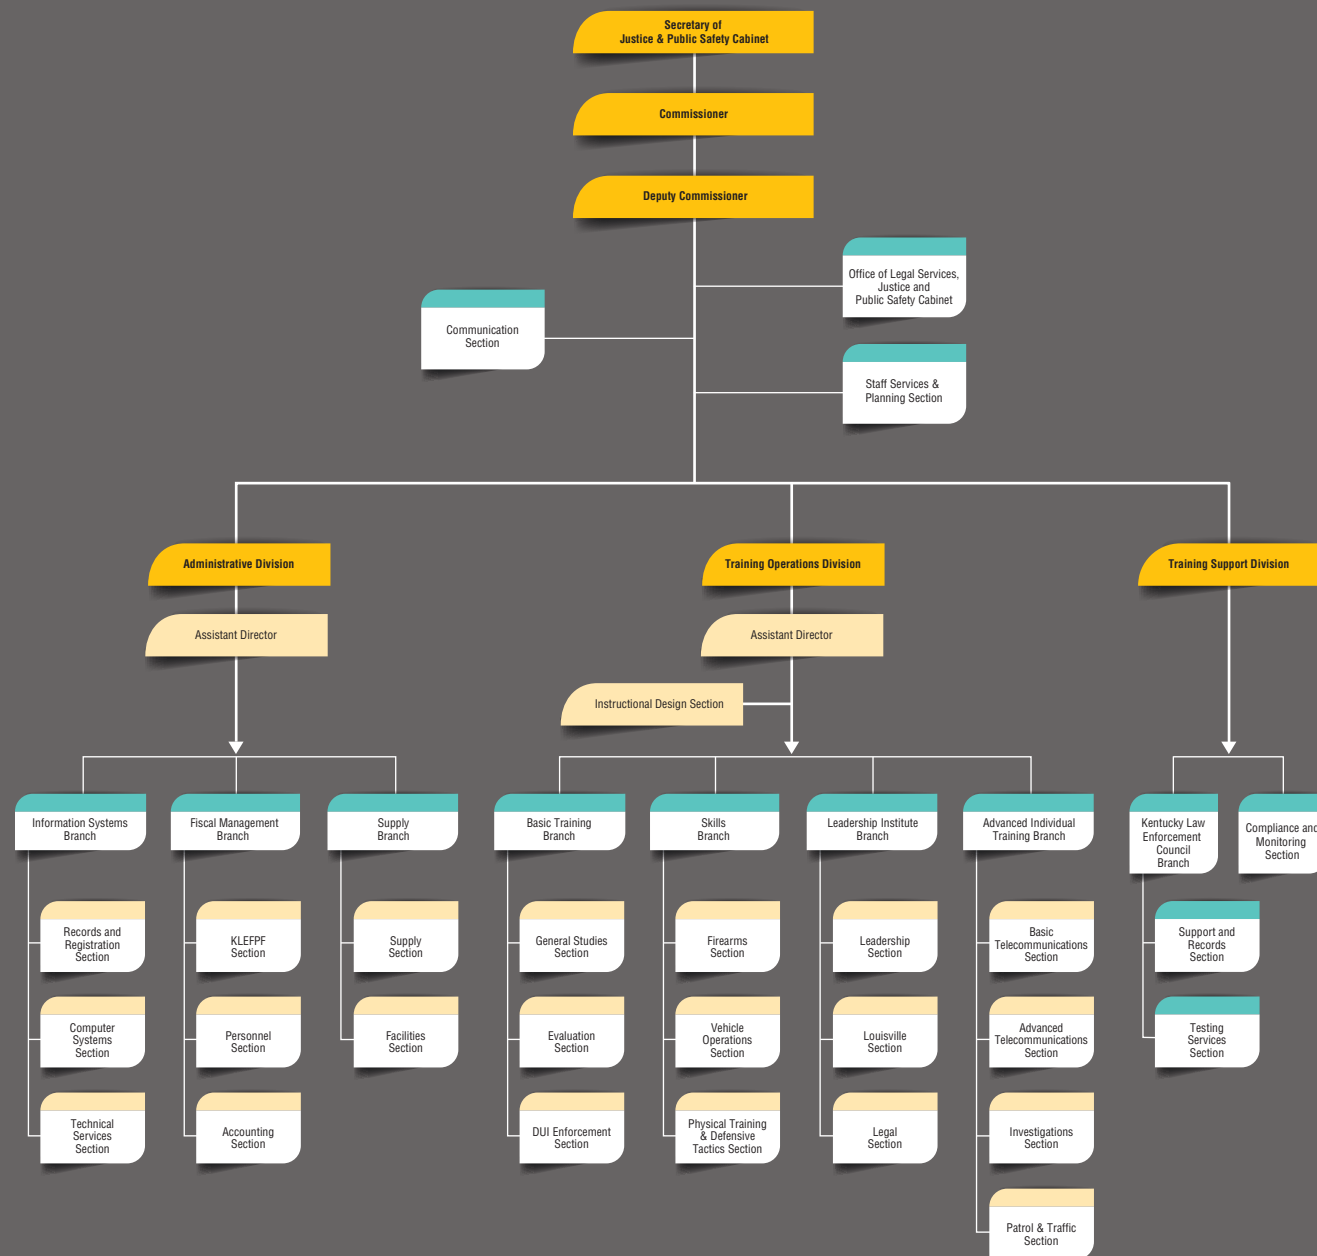 Secretary of
Justice & Public Safety Cabinet
Commissioner
Deputy Commissioner
Office of Legal Services,
Justice and
Public Safety Cabinet
Communication
Section
Staff Services &
Planning Section
Administrative Division
Training Operations Division
Training Support Division
Assistant Director
Assistant Director
Instructional Design Section
Information Systems
Branch
Fiscal Management
Branch
Supply
Branch
Basic Training
Branch
Skills
Branch
Leadership Institute
Branch
Advanced Individual
Training Branch
Kentucky Law
Enforcement
Council
Branch
Compliance and
Monitoring
Section
Records and
Registration
Section
KLEFPF
Section
Supply
Section
General Studies
Section
Firearms
Section
Leadership
Section
Basic
Telecommunications
Section
Support and
Records
Section
Computer
Systems
Section
Personnel
Section
Facilities
Section
Evaluation
Section
Vehicle
Operations
Section
Louisville
Section
Advanced
Telecommunications
Section
Testing
Services
Section
Technical
Services
Section
Accounting
Section
DUI Enforcement
Section
Physical Training
& Defensive
Tactics Section
Legal
Section
Investigations
Section
Patrol & Traffic
Section